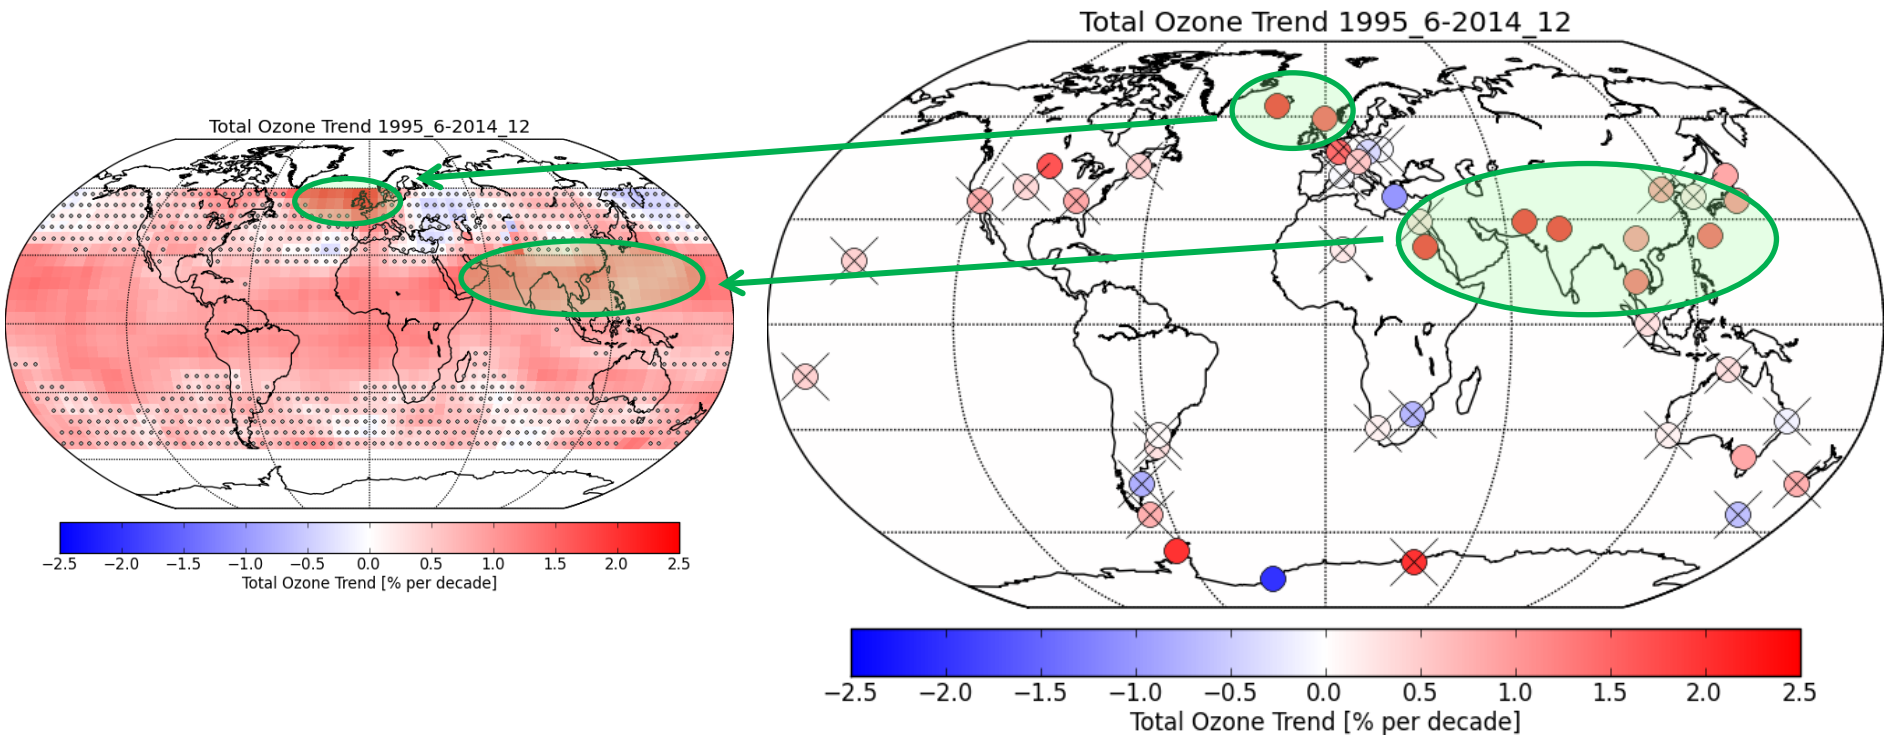 Total Ozone Trend 1995_6-2014_12
−2.5 −2.0 −1.5 −1.0 −0.5 0.0 0.5 1.0 1.5 2.0 2.5
Total Ozone Trend [% per decade]
Total Ozone Trend 1995_6-2014_12
−2.5 −2.0 −1.5 −1.0 −0.5 0.0 0.5 1.0 1.5 2.0 2.5
Total Ozone Trend [% per decade]